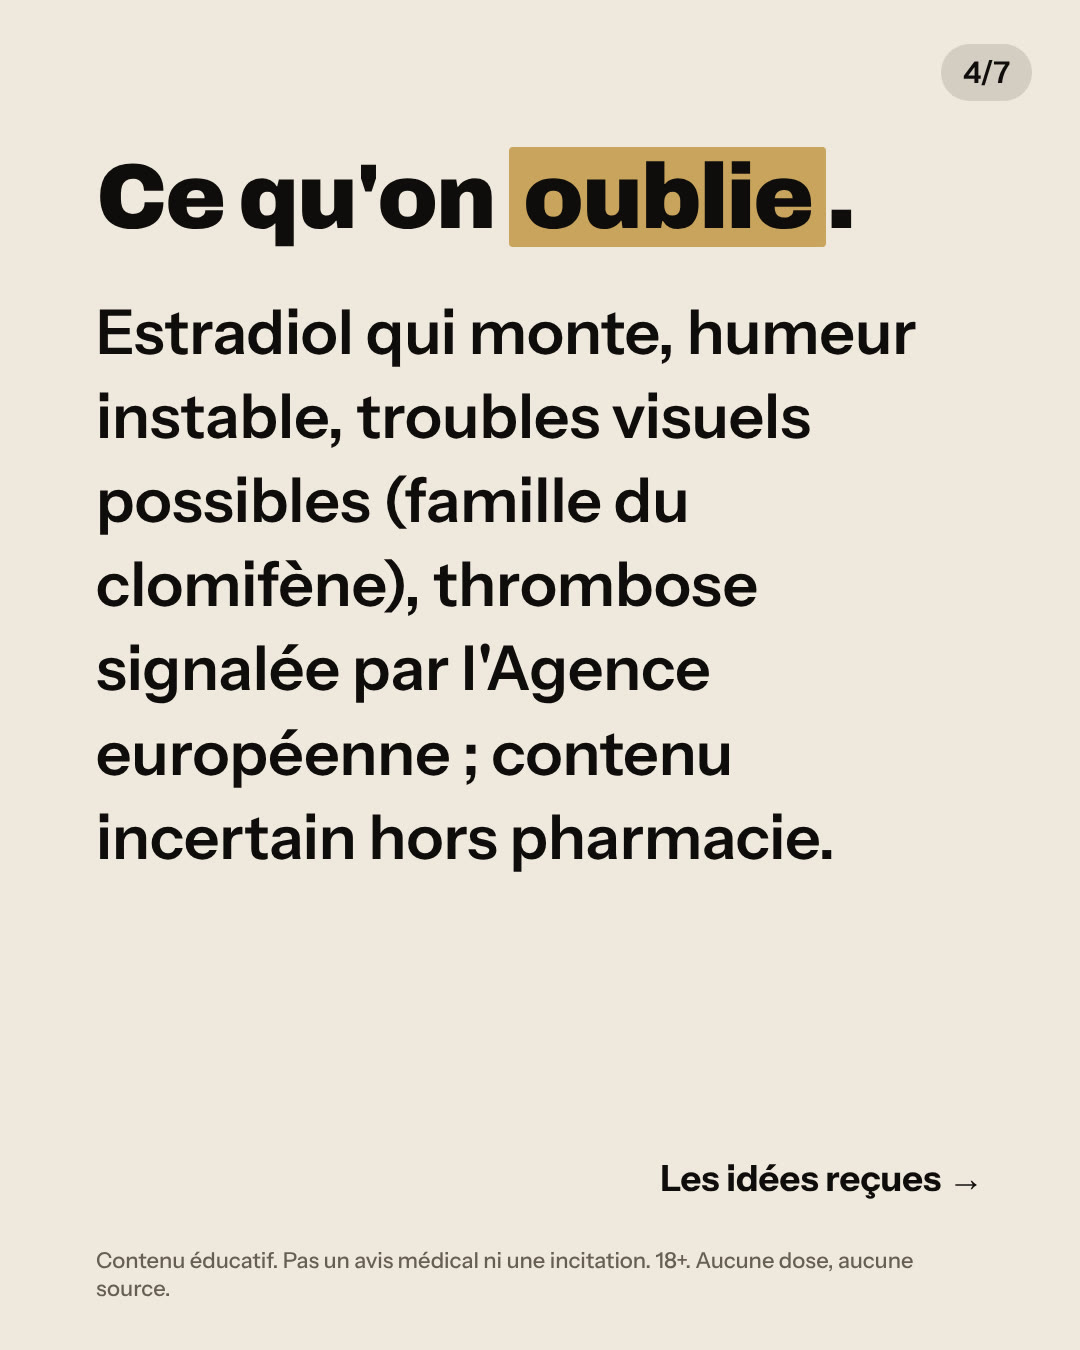 4/7
Ce qu'on oublie.
Estradiol qui monte, humeur
instable, troubles visuels
possibles (famille du
clomifène), thrombose
signalée par l'Agence
européenne ; contenu
incertain hors pharmacie.
Les idées reçues →
Contenu éducatif. Pas un avis médical ni une incitation. 18+. Aucune dose, aucune
source.